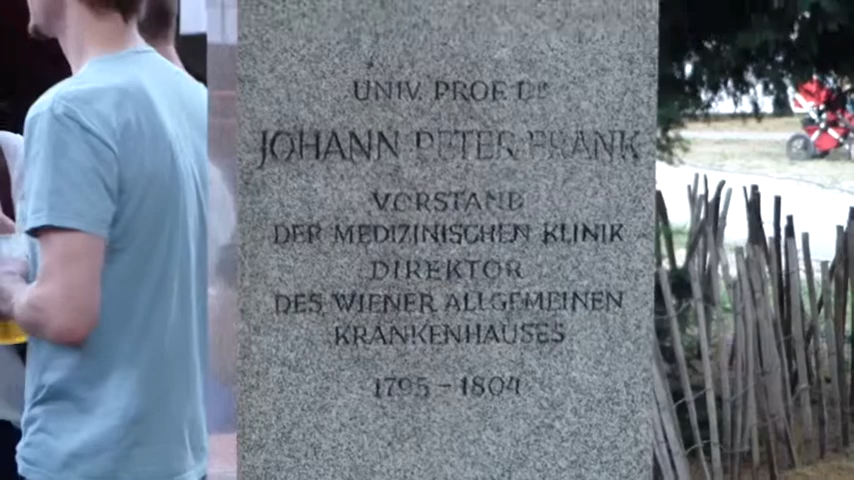 UNIV. PROF. DR.
JOHANN PETER FRANK
VORSTAND
DER MEDIZINISCHEN KLINIK
DIREKTOR
DES WIENER ALLGEMEINEN
KRANKENHAUSES
1795 - 1804